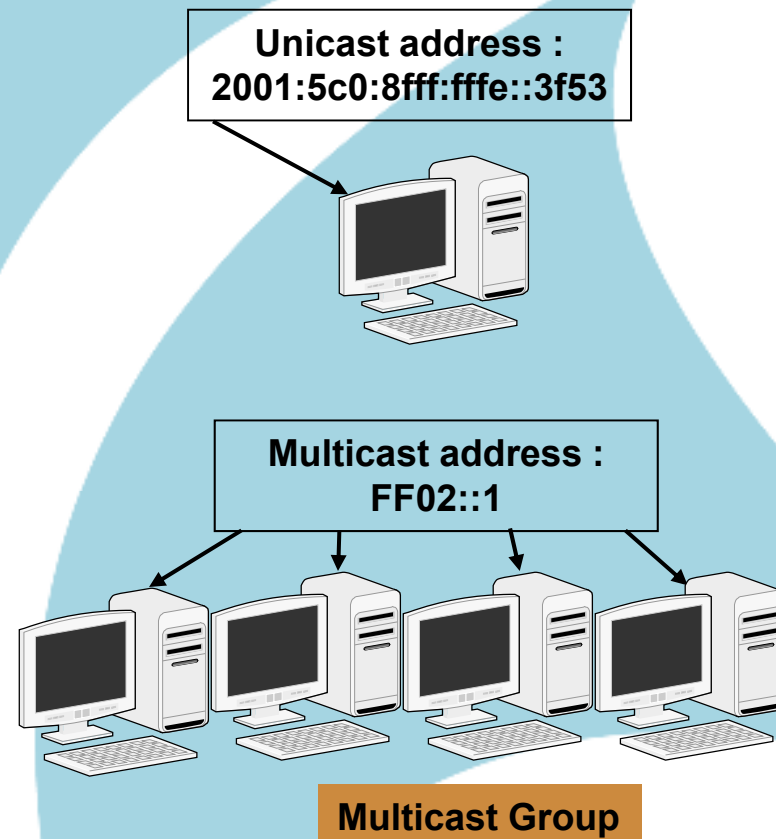 Unicast address :
2001:5c0:8fff:fffe::3f53
Multicast address :
FF02::1
Multicast Group